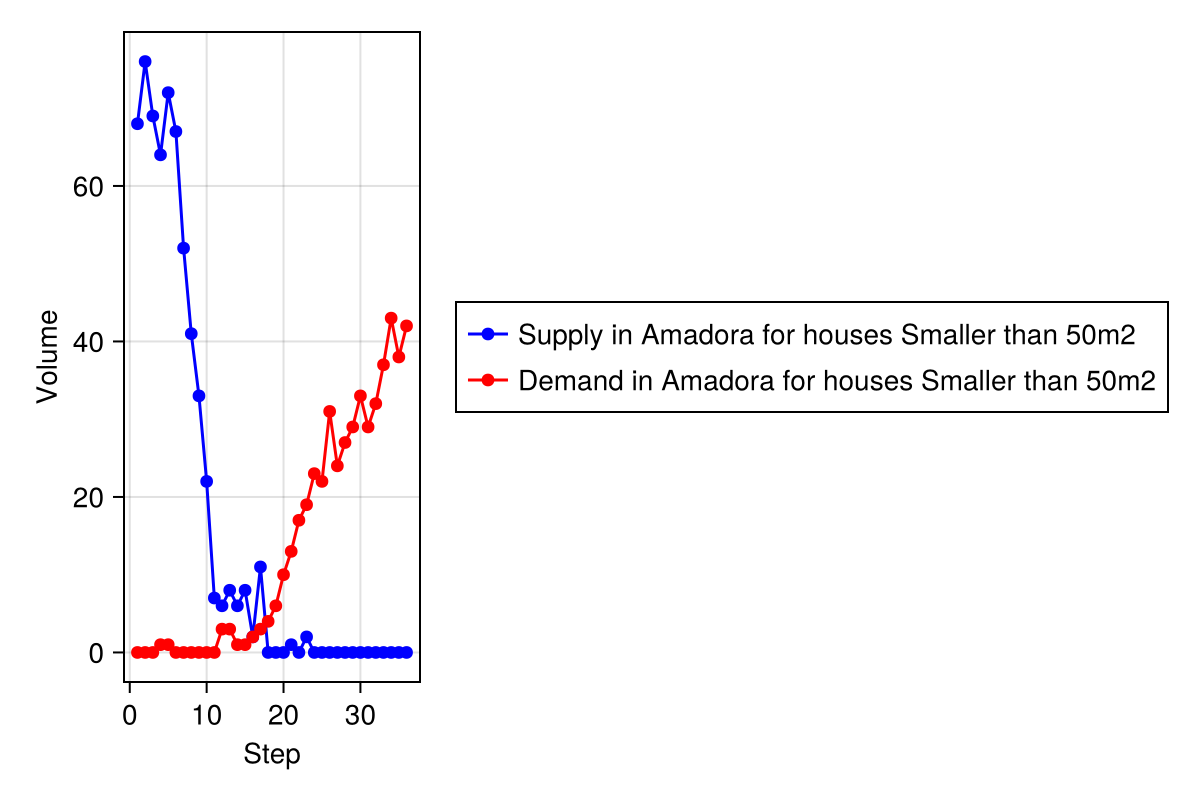 60
40
20
0
Volume
0 10 20 30
Step
Supply in Amadora for houses Smaller than 50m2
Demand in Amadora for houses Smaller than 50m2